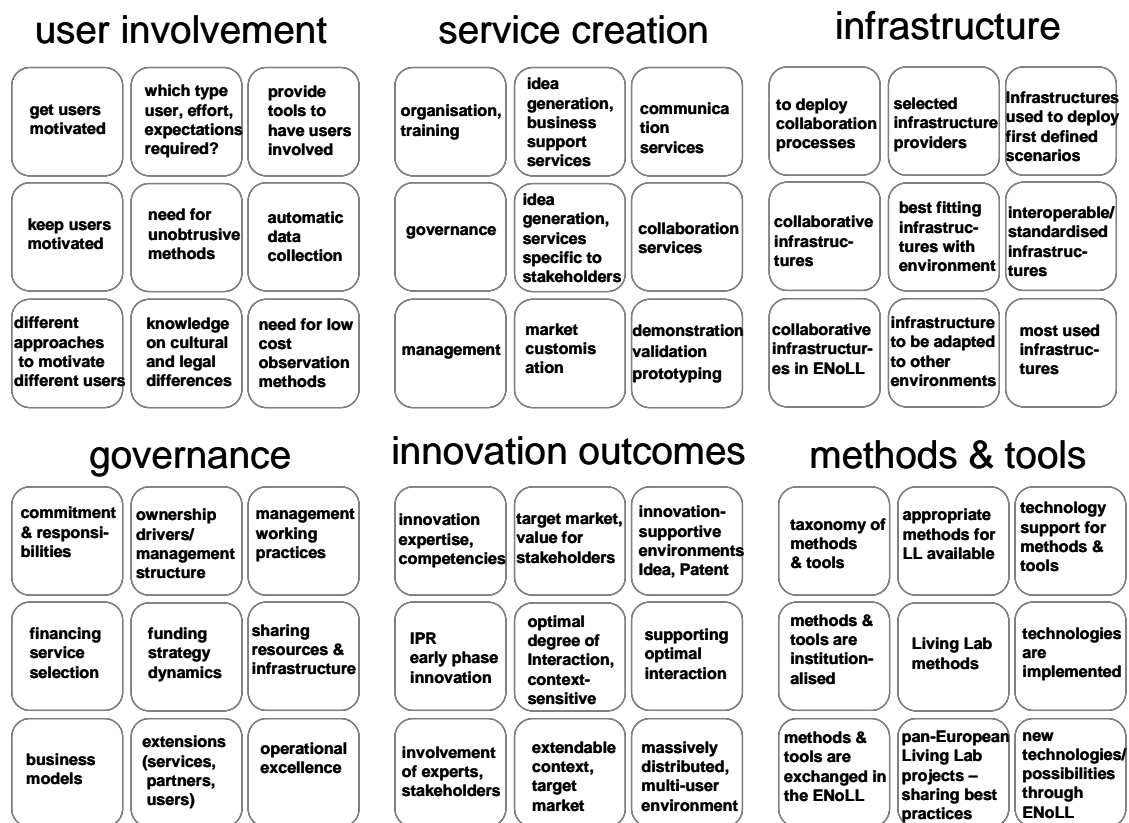 user involvement
get users
motivated
which type
user, effort,
expectations
required?
provide
tools to
have users
involved
keep users
motivated
need for
unobtrusive
methods
automatic
data
collection
different
approaches
to motivate
different users
knowledge
on cultural
and legal
differences
need for low
cost
observation
methods
service creation
organisation,
training
idea
generation,
business
support
services
communica
tion
services
governance
idea
generation,
services
specific to
stakeholders
collaboration
services
management
market
customis
ation
demonstration
validation
prototyping
infrastructure
to deploy
collaboration
processes
selected
infrastructure
providers
Infrastructures
used to deploy
first defined
scenarios
collaborative
infrastruc-
tures
best fitting
infrastruc-
tures with
environment
interoperable/
standardised
infrastruc-
tures
collaborative
infrastructur-
es in ENoLL
infrastructure
to be adapted
to other
environments
most used
infrastruc-
tures
governance
commitment
& responsi-
bilities
ownership
drivers/
management
structure
management
working
practices
financing
service
selection
funding
strategy
dynamics
sharing
resources &
infrastructure
business
models
extensions
(services,
partners,
users)
operational
excellence
innovation outcomes
innovation
expertise,
competencies
target market,
value for
stakeholders
innovation-
supportive
environments
Idea, Patent
IPR
early phase
innovation
optimal
degree of
Interaction,
context-
sensitive
supporting
optimal
interaction
involvement
of experts,
stakeholders
extendable
context,
target
market
massively
distributed,
multi-user
environment
methods & tools
taxonomy of
methods
& tools
appropriate
methods for
LL available
technology
support for
methods &
tools
methods &
tools are
institution-
alised
Living Lab
methods
technologies
are
implemented
methods &
tools are
exchanged in
the ENoLL
pan-European
Living Lab
projects –
sharing best
practices
new
technologies/
possibilities
through
ENoLL